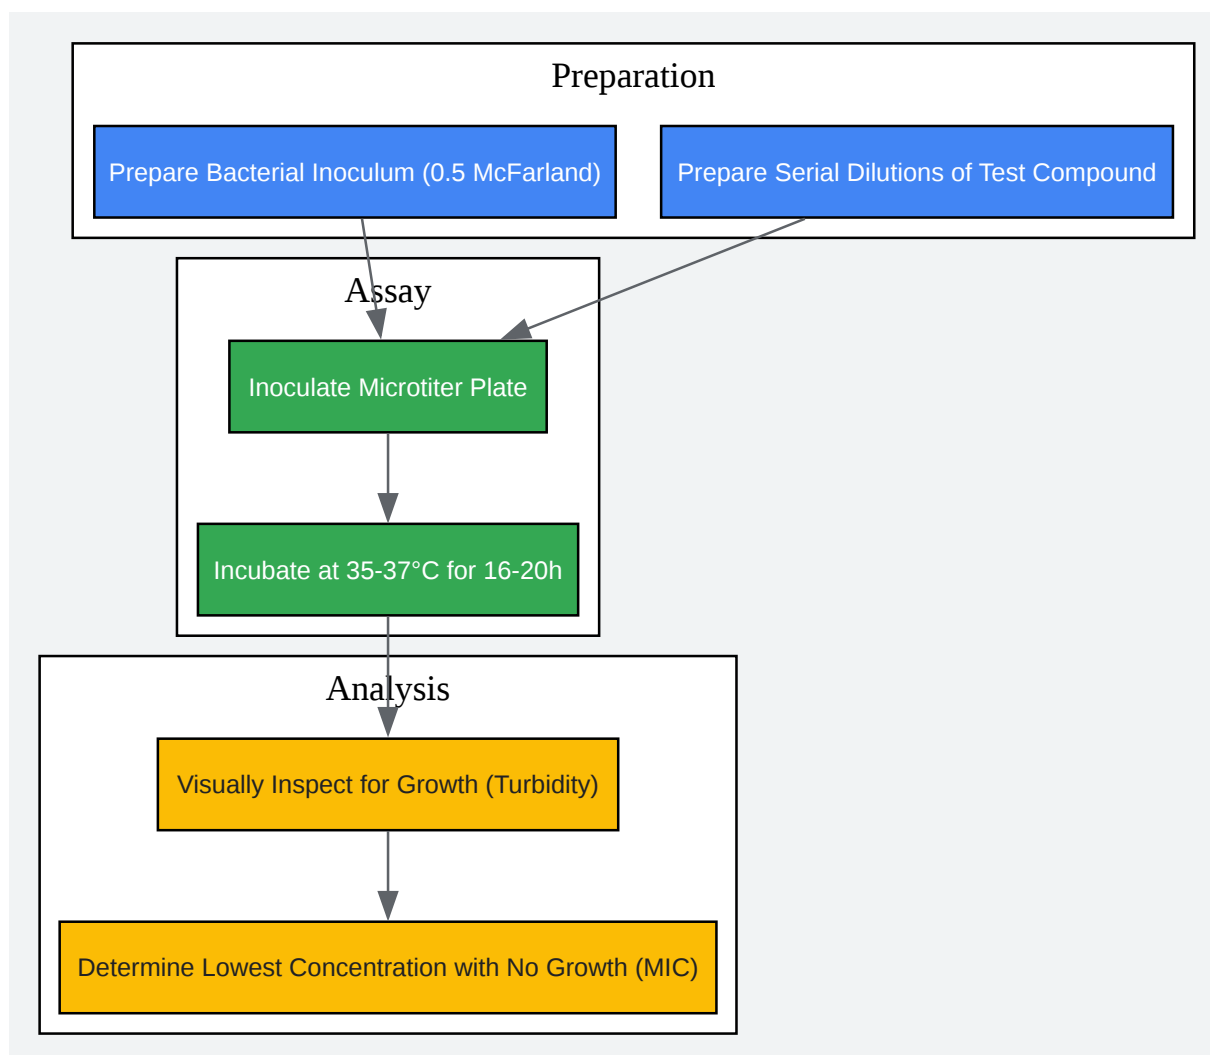 Preparation
Prepare Bacterial Inoculum (0.5 McFarland)
Prepare Serial Dilutions of Test Compound
Assay
Inoculate Microtiter Plate
Incubate at 35-37°C for 16-20h
Analysis
Visually Inspect for Growth (Turbidity)
Determine Lowest Concentration with No Growth (MIC)